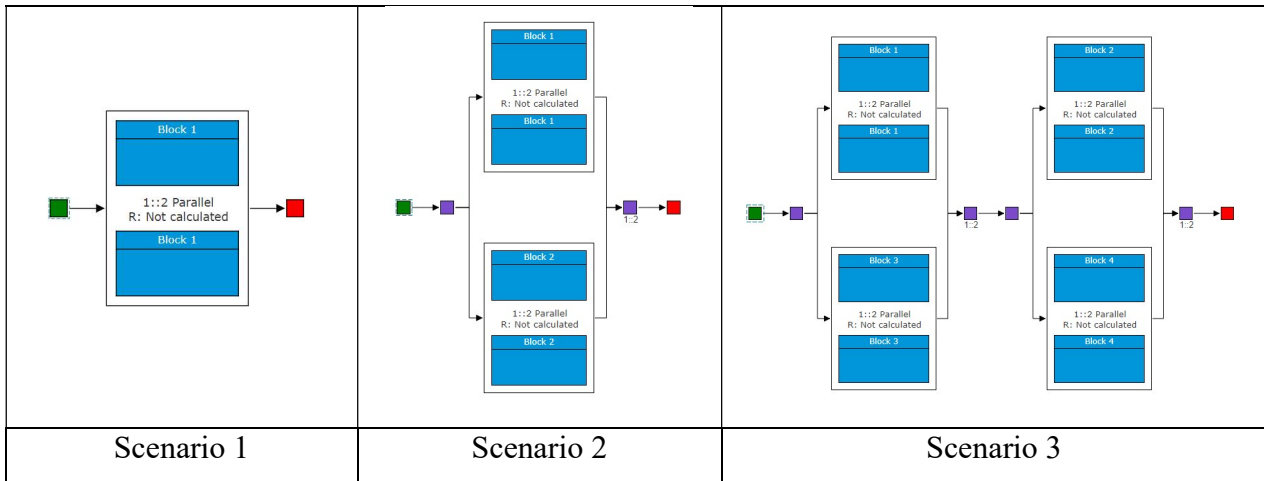 Block 1
1::2 Parallel
R: Not calculated
Block 1
Block 1
1::2 Parallel
R: Not calculated
Block 1
1::2
Block 2
1::2 Parallel
R: Not calculated
Block 2
Block 1
1::2 Parallel
R: Not calculated
Block 1
Block 2
1::2 Parallel
R: Not calculated
Block 2
1::2
1::2
Block 3
1::2 Parallel
R: Not calculated
Block 3
Block 4
1::2 Parallel
R: Not calculated
Block 4
Scenario 1
Scenario 2
Scenario 3